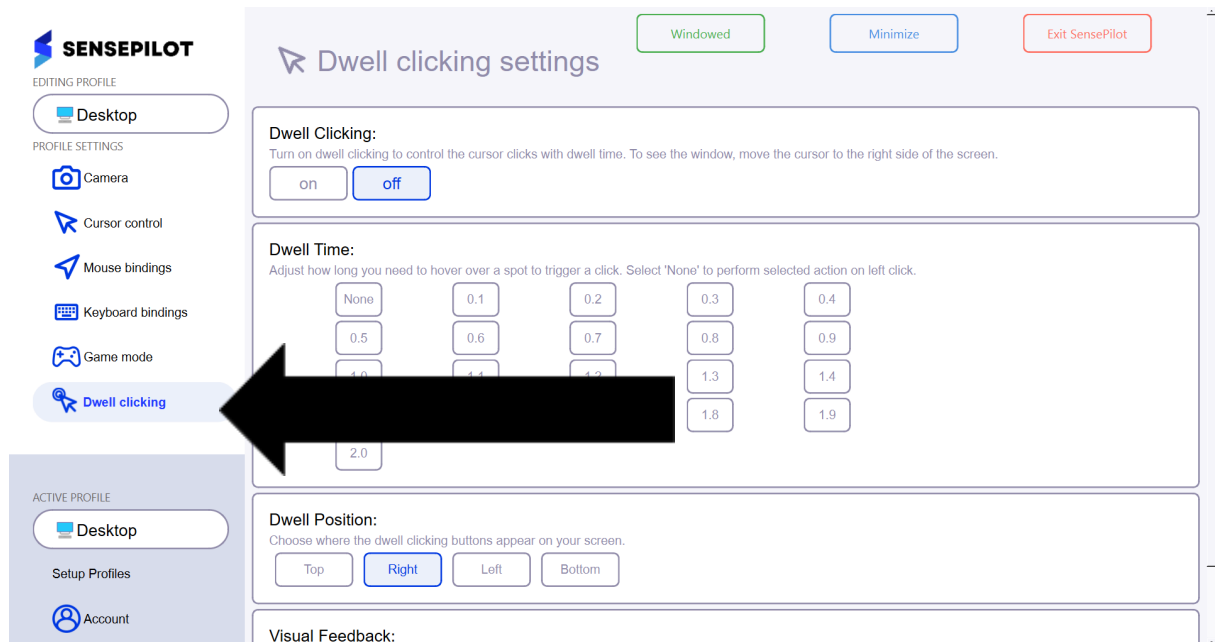 SENSEPILOT
EDITING PROFILE
Desktop
PROFILE SETTINGS
Camera
Cursor control
Mouse bindings
Keyboard bindings
Game mode
Dwell clicking
ACTIVE PROFILE
Desktop
Setup Profiles
Account
Windowed Minimize Exit SensePilot
Dwell clicking settings
Dwell Clicking:
Turn on dwell clicking to control the cursor clicks with dwell time. To see the window, move the cursor to the right side of the screen.
on off
Dwell Time:
Adjust how long you need to hover over a spot to trigger a click. Select 'None' to perform selected action on left click.
None 0.1 0.2 0.3 0.4
0.5 0.6 0.7 0.8 0.9
1.0 1.1 1.2 1.3 1.4
1.8 1.9
2.0
Dwell Position:
Choose where the dwell clicking buttons appear on your screen.
Top Right Left Bottom
Visual Feedback: